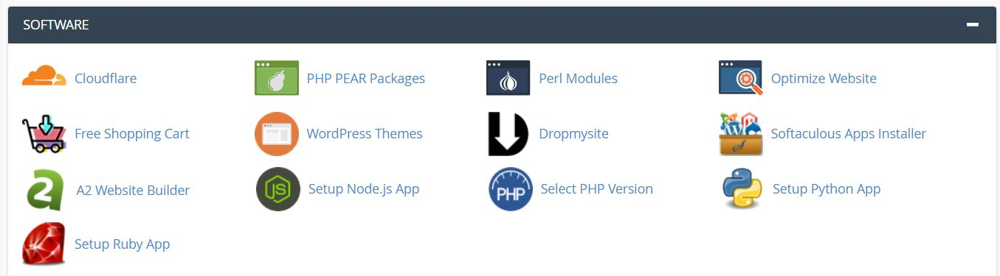 SOFTWARE
Cloudflare
PHP PEAR Packages
Perl Modules
Optimize Website
Free Shopping Cart
WordPress Themes
Dropmysite
Softaculous Apps Installer
A2 Website Builder
JS
Setup Node.js App
PHP
Select PHP Version
Setup Python App
Setup Ruby App